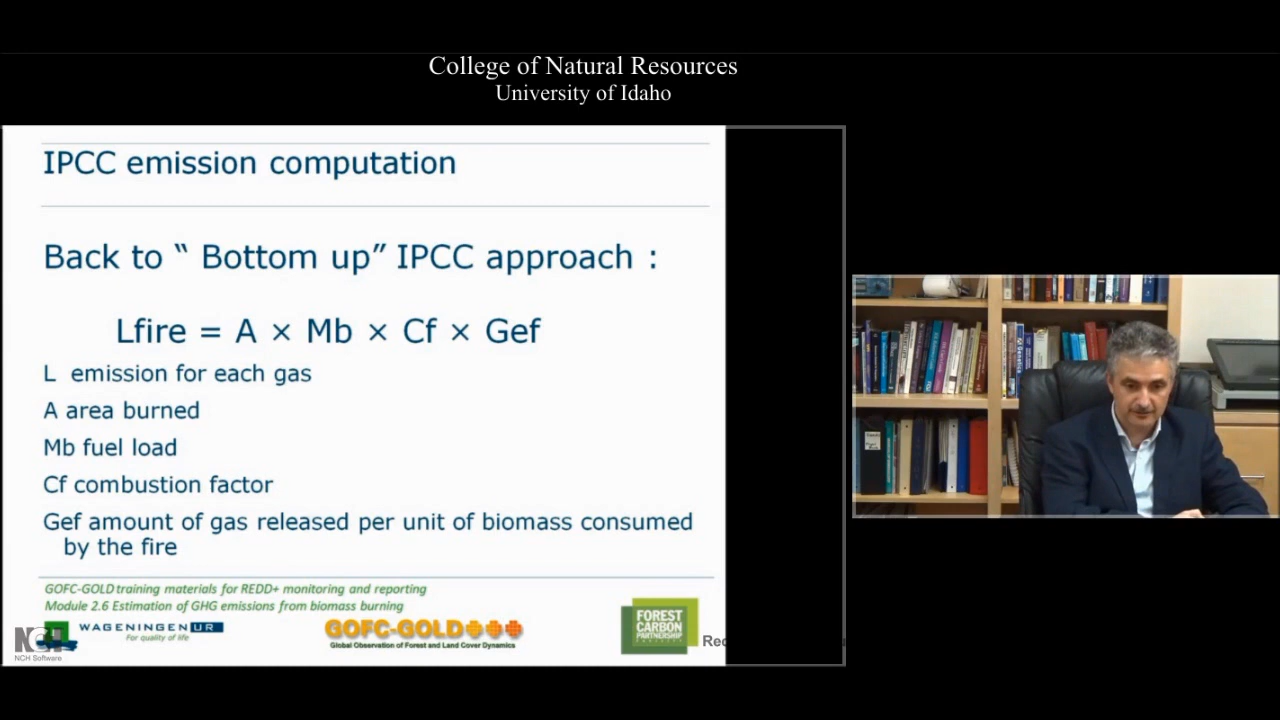 College of Natural Resources
University of Idaho
IPCC emission computation
Back to “ Bottom up” IPCC approach :
Lfire = A × Mb × Cf × Gef
L emission for each gas
A area burned
Mb fuel load
Cf combustion factor
Gef amount of gas released per unit of biomass consumed
by the fire
GOFC-GOLD training materials for REDD+ monitoring and reporting
Module 2.6 Estimation of GHG emissions from biomass burning
WAGENINGEN UR
For quality of life
NCH
NCH Software
GOFC-GOLD
Global Observation of Forest and Land Cover Dynamics
FOREST
CARBON
PARTNERSHIP
Genetics